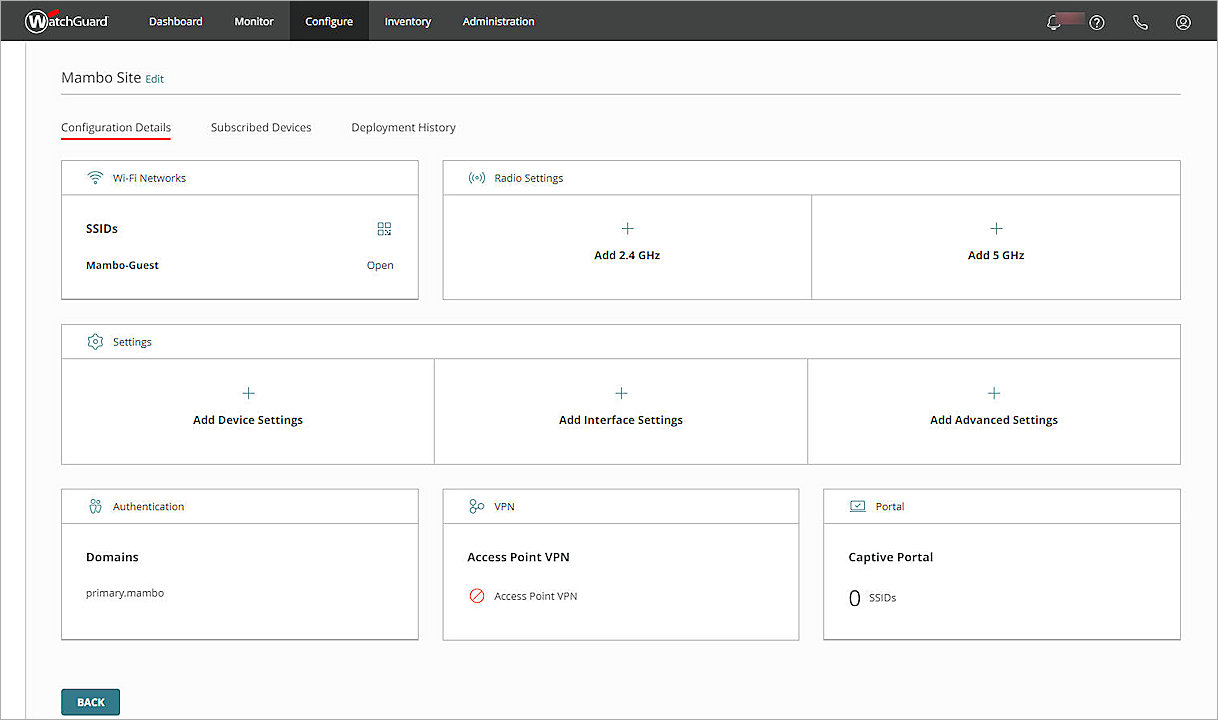 WatchGuard Dashboard Monitor Configure Inventory Administration
Mambo Site Edit
Configuration Details Subscribed Devices Deployment History
Wi-Fi Networks Radio Settings
SSIDs
Add 2.4 GHz Add 5 GHz
Mambo-Guest Open
Settings
Add Device Settings Add Interface Settings Add Advanced Settings
Authentication VPN Portal
Domains Access Point VPN Captive Portal
primary.mambo Access Point VPN 0 SSIDs
BACK